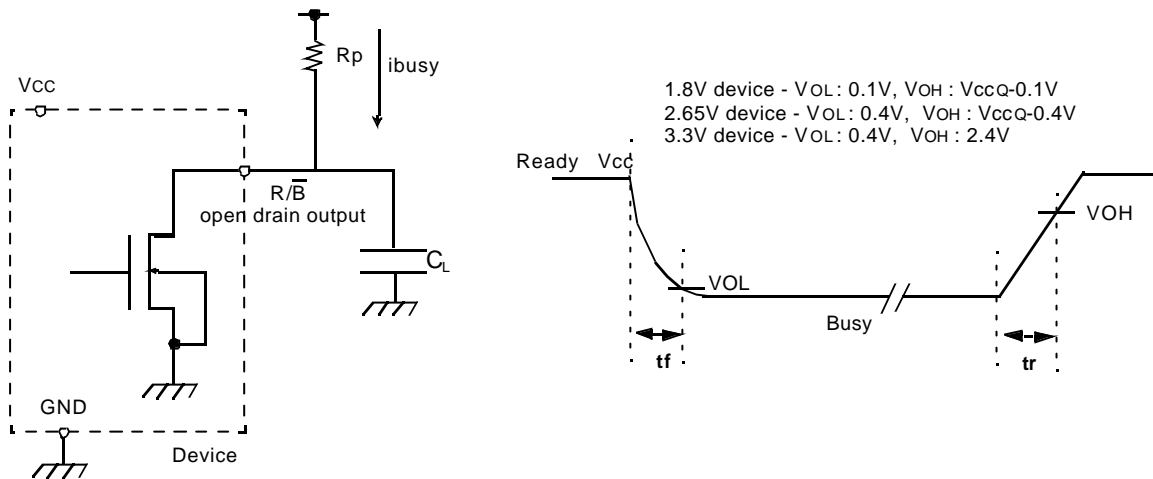 Rp
ibusy
VCC
R/B̅
open drain output
CL
GND
Device
1.8V device - VOL : 0.1V, VOH : VccQ-0.1V
2.65V device - VOL : 0.4V, VOH : VccQ-0.4V
3.3V device - VOL : 0.4V, VOH : 2.4V
Ready Vcc
VOH
VOL
Busy
tf
tr